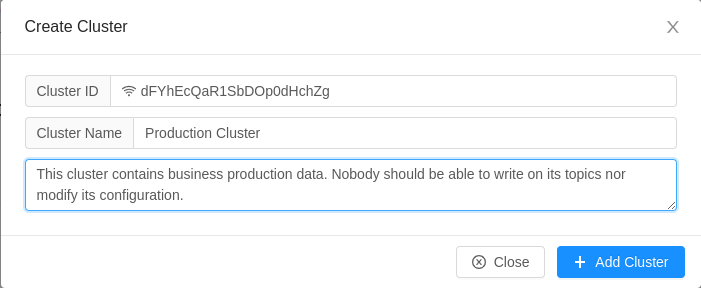 Create Cluster
Cluster ID dFYhEcQaR1SbDOp0dHchZg
Cluster Name Production Cluster
This cluster contains business production data. Nobody should be able to write on its topics nor
modify its configuration.
Close Add Cluster